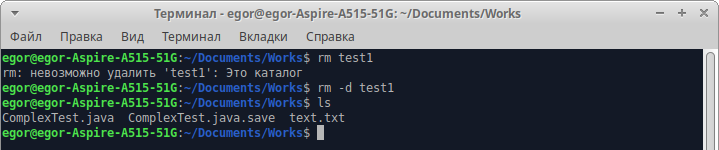 Терминал - egor@egor-Aspire-A515-51G: ~/Documents/Works
Файл Правка Вид Терминал Вкладки Справка
egor@egor-Aspire-A515-51G:~/Documents/Works$ rm test1
rm: невозможно удалить 'test1': Это каталог
egor@egor-Aspire-A515-51G:~/Documents/Works$ rm -d test1
egor@egor-Aspire-A515-51G:~/Documents/Works$ ls
ComplexTest.java  ComplexTest.java.save  text.txt
egor@egor-Aspire-A515-51G:~/Documents/Works$